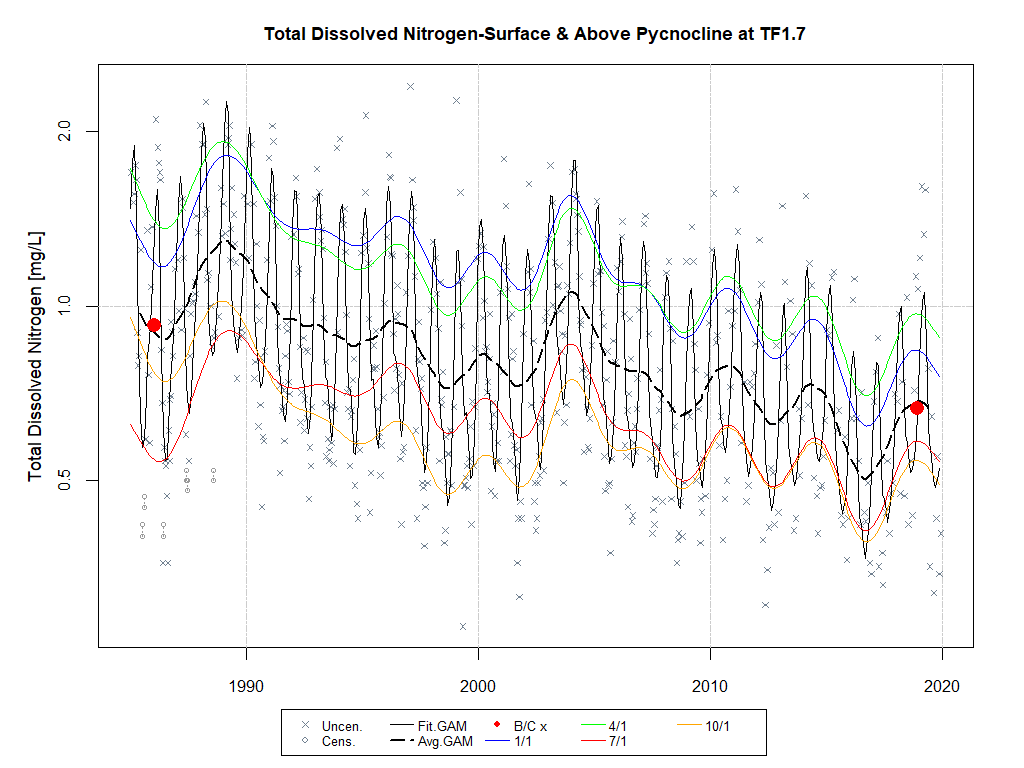 Total Dissolved Nitrogen-Surface & Above Pycnocline at TF1.7
Total Dissolved Nitrogen [mg/L]
2.0
1.0
0.5
1990 2000 2010 2020
Uncen. Fit.GAM B/C x 4/1 10/1
Cens. Avg.GAM 1/1 7/1